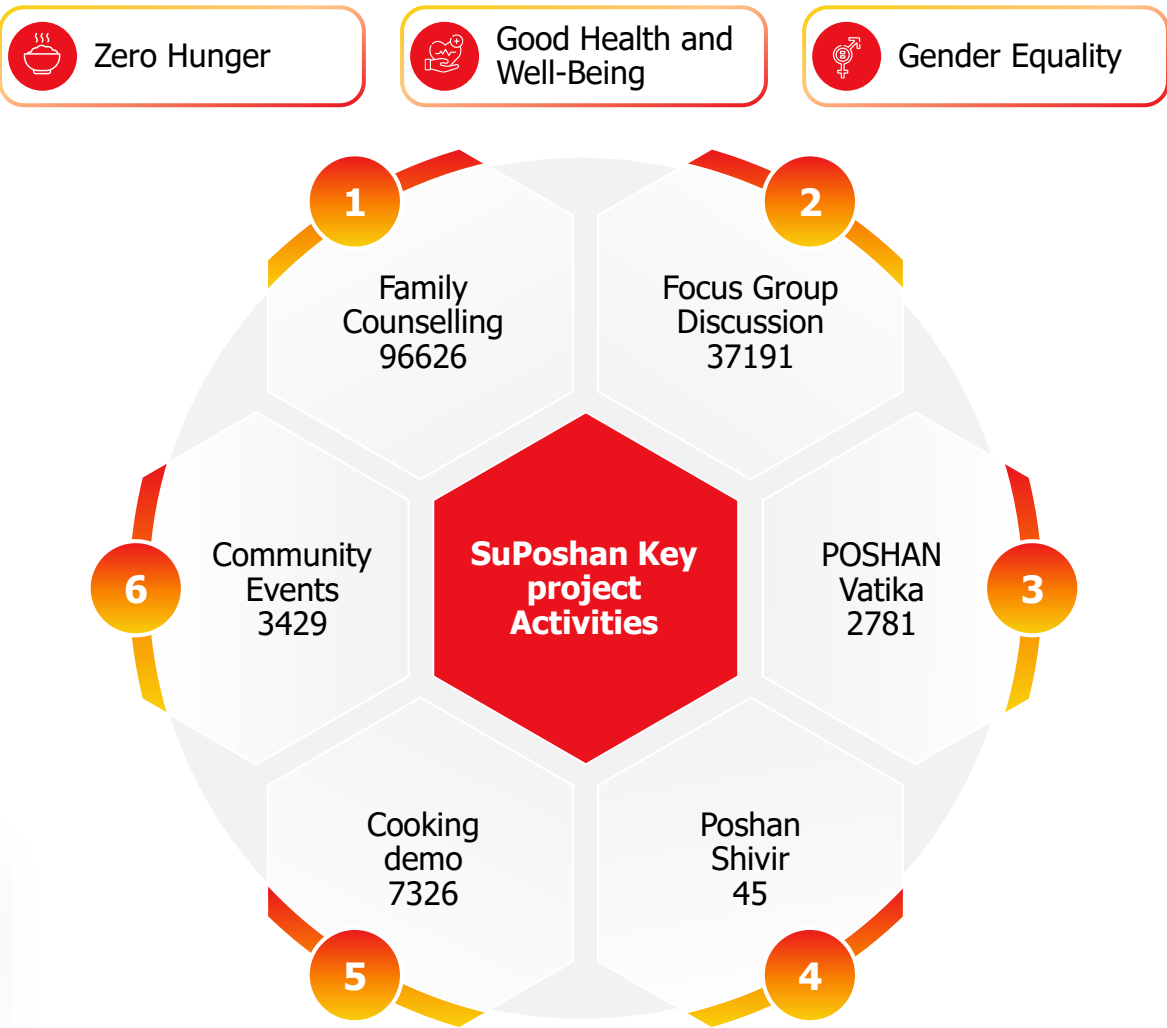 Zero Hunger
Good Health and
Well-Being
Gender Equality
1
Family
Counselling
96626
2
Focus Group
Discussion
37191
3
POSHAN
Vatika
2781
4
Poshan
Shivir
45
5
Cooking
demo
7326
6
Community
Events
3429
SuPoshan Key
project
Activities